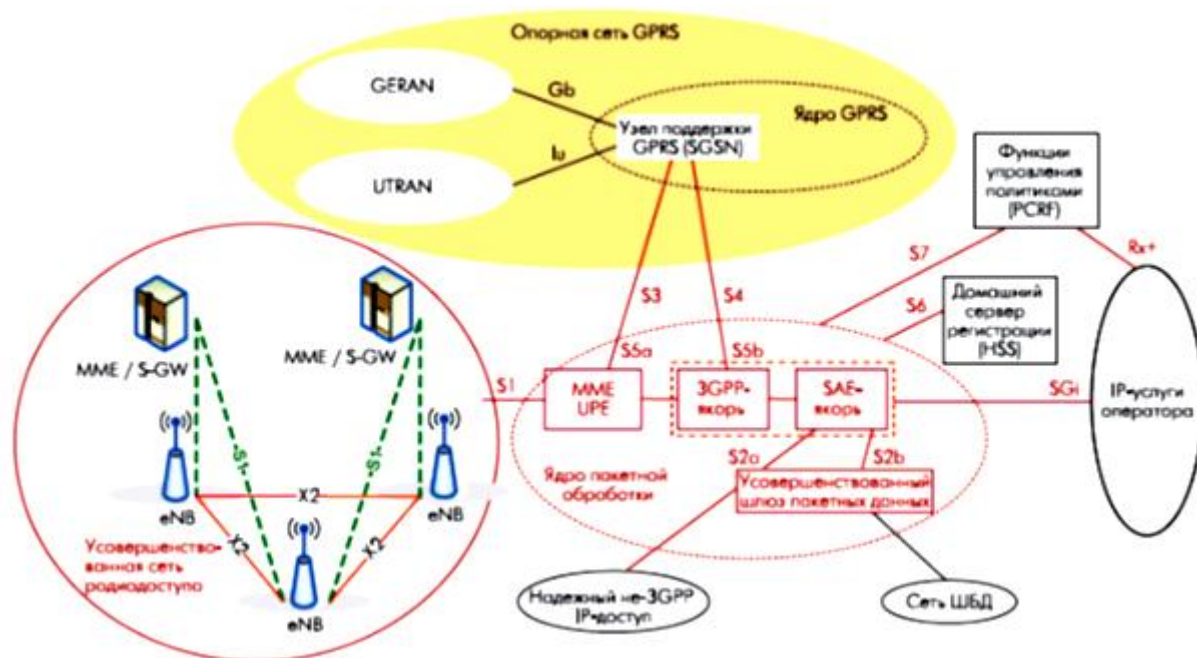 Опорная сеть GPRS
GERAN
Gb
Ядро GPRS
Узел поддержки
GPRS (SGSN)
Iu
UTRAN
Функции
управления
политиками
(PCRF)
S7
Rx+
S3
S4
S6
Домашний
сервер
регистрации
(HSS)
MME / S-GW
MME / S-GW
S1
S5a
S5b
MME
UPE
3GPP-
якорь
SAE-
якорь
SGi
IP-услуги
оператора
-S1-
-S1-
S2a
S2b
Ядро пакетной
обработки
Усовершенствованный
шлюз пакетных данных
X2
eNB
eNB
X2
X2
Усовершенство-
ванная сеть
радиодоступа
eNB
Надежный не-3GPP
IP-доступ
Сеть ШБД